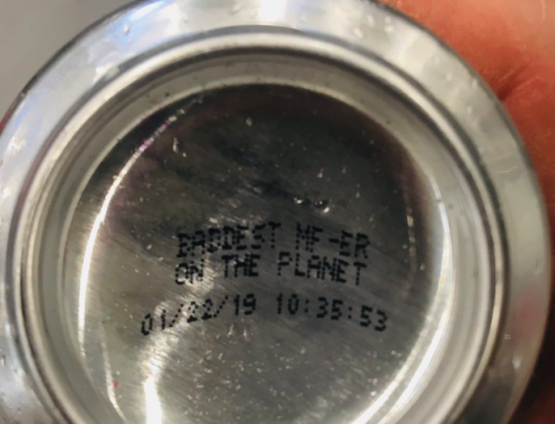 BADDEST MF-ER
ON THE PLANET
01/22/19 10:35:53